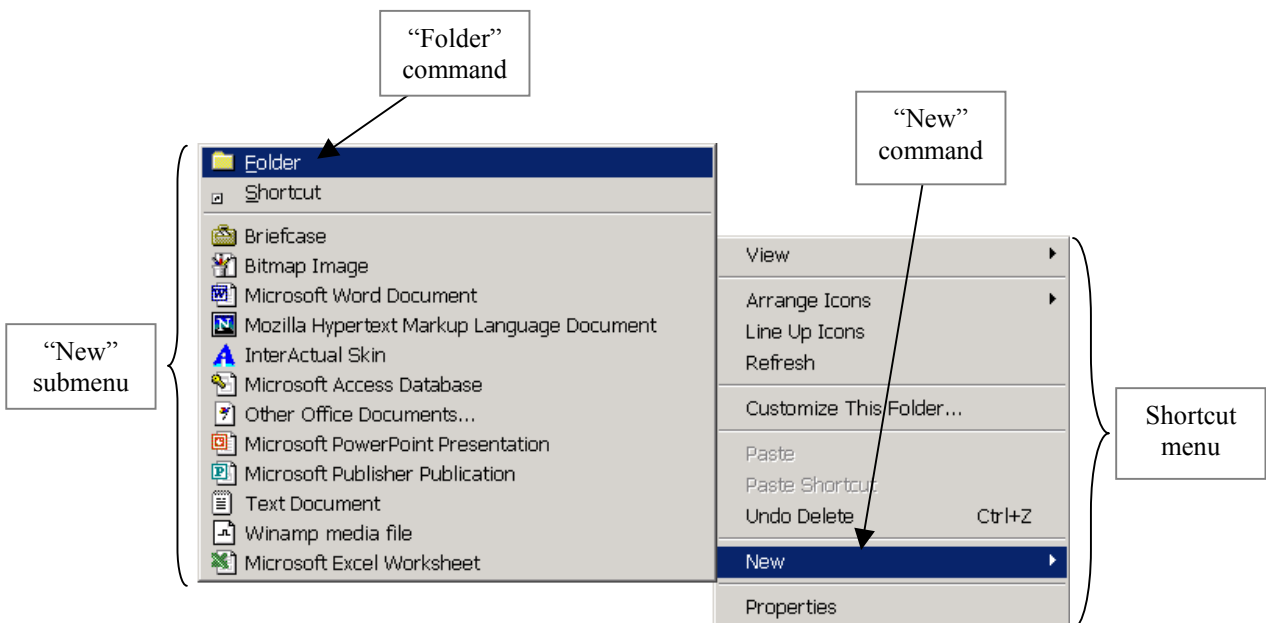 “Folder”
command
“New”
command
Folder
Shortcut
Briefcase
Bitmap Image
Microsoft Word Document
Mozilla Hypertext Markup Language Document
InterActual Skin
Microsoft Access Database
Other Office Documents...
Microsoft PowerPoint Presentation
Microsoft Publisher Publication
Text Document
Winamp media file
Microsoft Excel Worksheet
“New”
submenu
View
Arrange Icons
Line Up Icons
Refresh
Customize This Folder...
Paste
Paste Shortcut
Undo Delete Ctrl+Z
New
Properties
Shortcut
menu